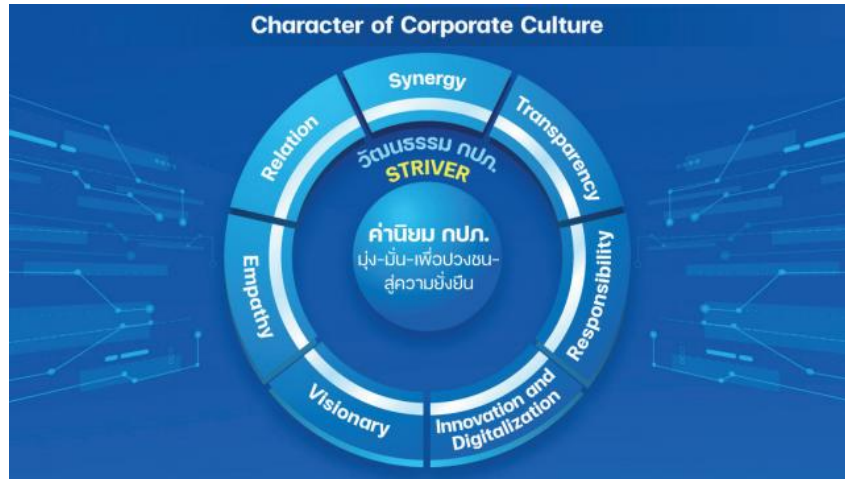 Character of Corporate Culture
Synergy
Transparency
Responsibility
Innovation and
Digitalization
Visionary
Empathy
Relation
วัฒนธรรม กปภ.
STRIVER
ค่านิยม กปภ.
มุ่ง-มั่น-เพื่อปวงชน-
สู่ความยั่งยืน